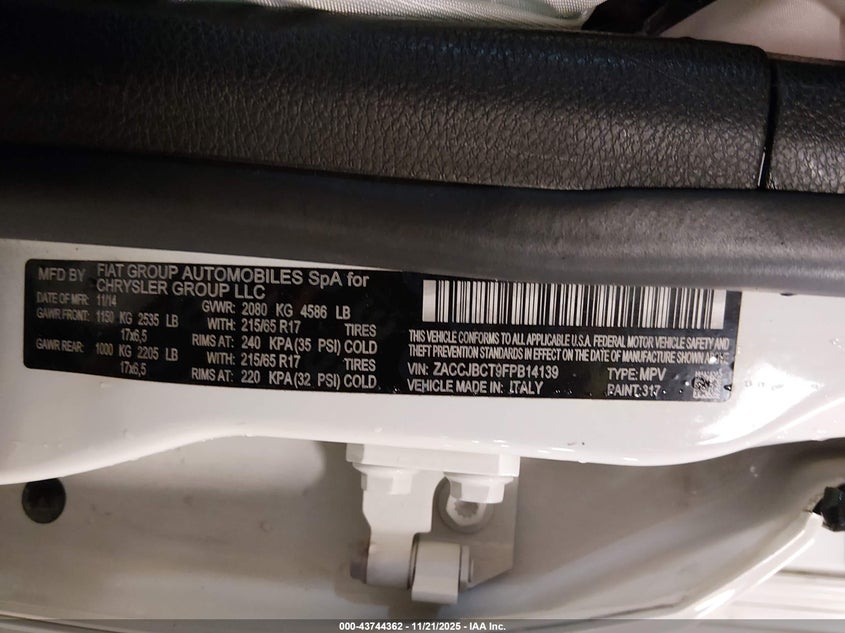 MFD BY FIAT GROUP AUTOMOBILES SpA for
CHRYSLER GROUP LLC
DATE OF MFR: 11/14 GVWR: 2080 KG 4586 LB
GAWR FRONT: 1150 KG 2535 LB WITH: 215/65 R17 TIRES
17x6,5 RIMS AT: 240 KPA (35 PSI) COLD
GAWR REAR: 1000 KG 2205 LB WITH: 215/65 R17 TIRES
17x6,5 RIMS AT: 220 KPA (32 PSI) COLD
THIS VEHICLE CONFORMS TO ALL APPLICABLE U.S.A. FEDERAL MOTOR VEHICLE SAFETY AND
THEFT PREVENTION STANDARDS IN EFFECT ON THE DATE OF MANUFACTURE SHOWN ABOVE
VIN: ZACCJBCT9FPB14139 TYPE: MPV
VEHICLE MADE IN: ITALY PAINT: 317
000-43744362 - 11/21/2025 - IAA Inc.